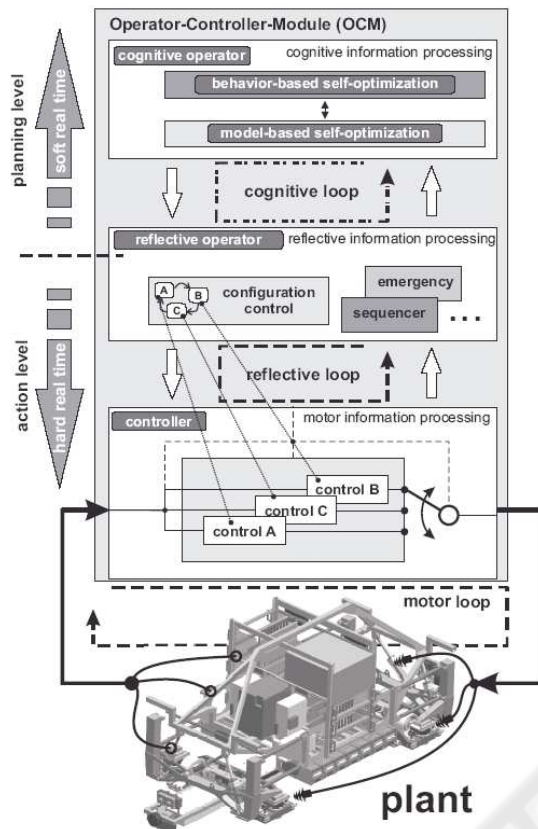 Operator-Controller-Module (OCM)
cognitive operator
cognitive information processing
behavior-based self-optimization
model-based self-optimization
planning level
soft real time
cognitive loop
reflective operator
reflective information processing
A
B
C
configuration
control
emergency
sequencer
...
action level
hard real time
reflective loop
controller
motor information processing
control B
control C
control A
motor loop
plant